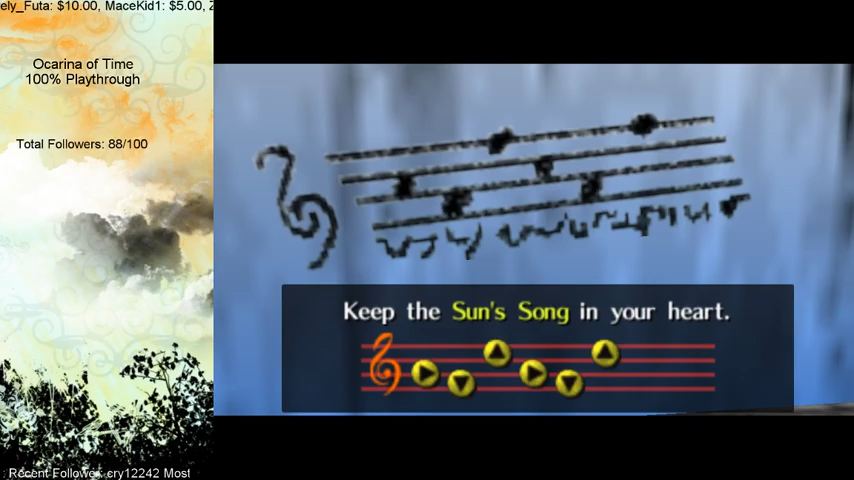 ely_Futa: $10.00, MaceKid1: $5.00, Z
Ocarina of Time
100% Playthrough
Total Followers: 88/100
Keep the Sun's Song in your heart.
Recent Follower: cry12242 Most